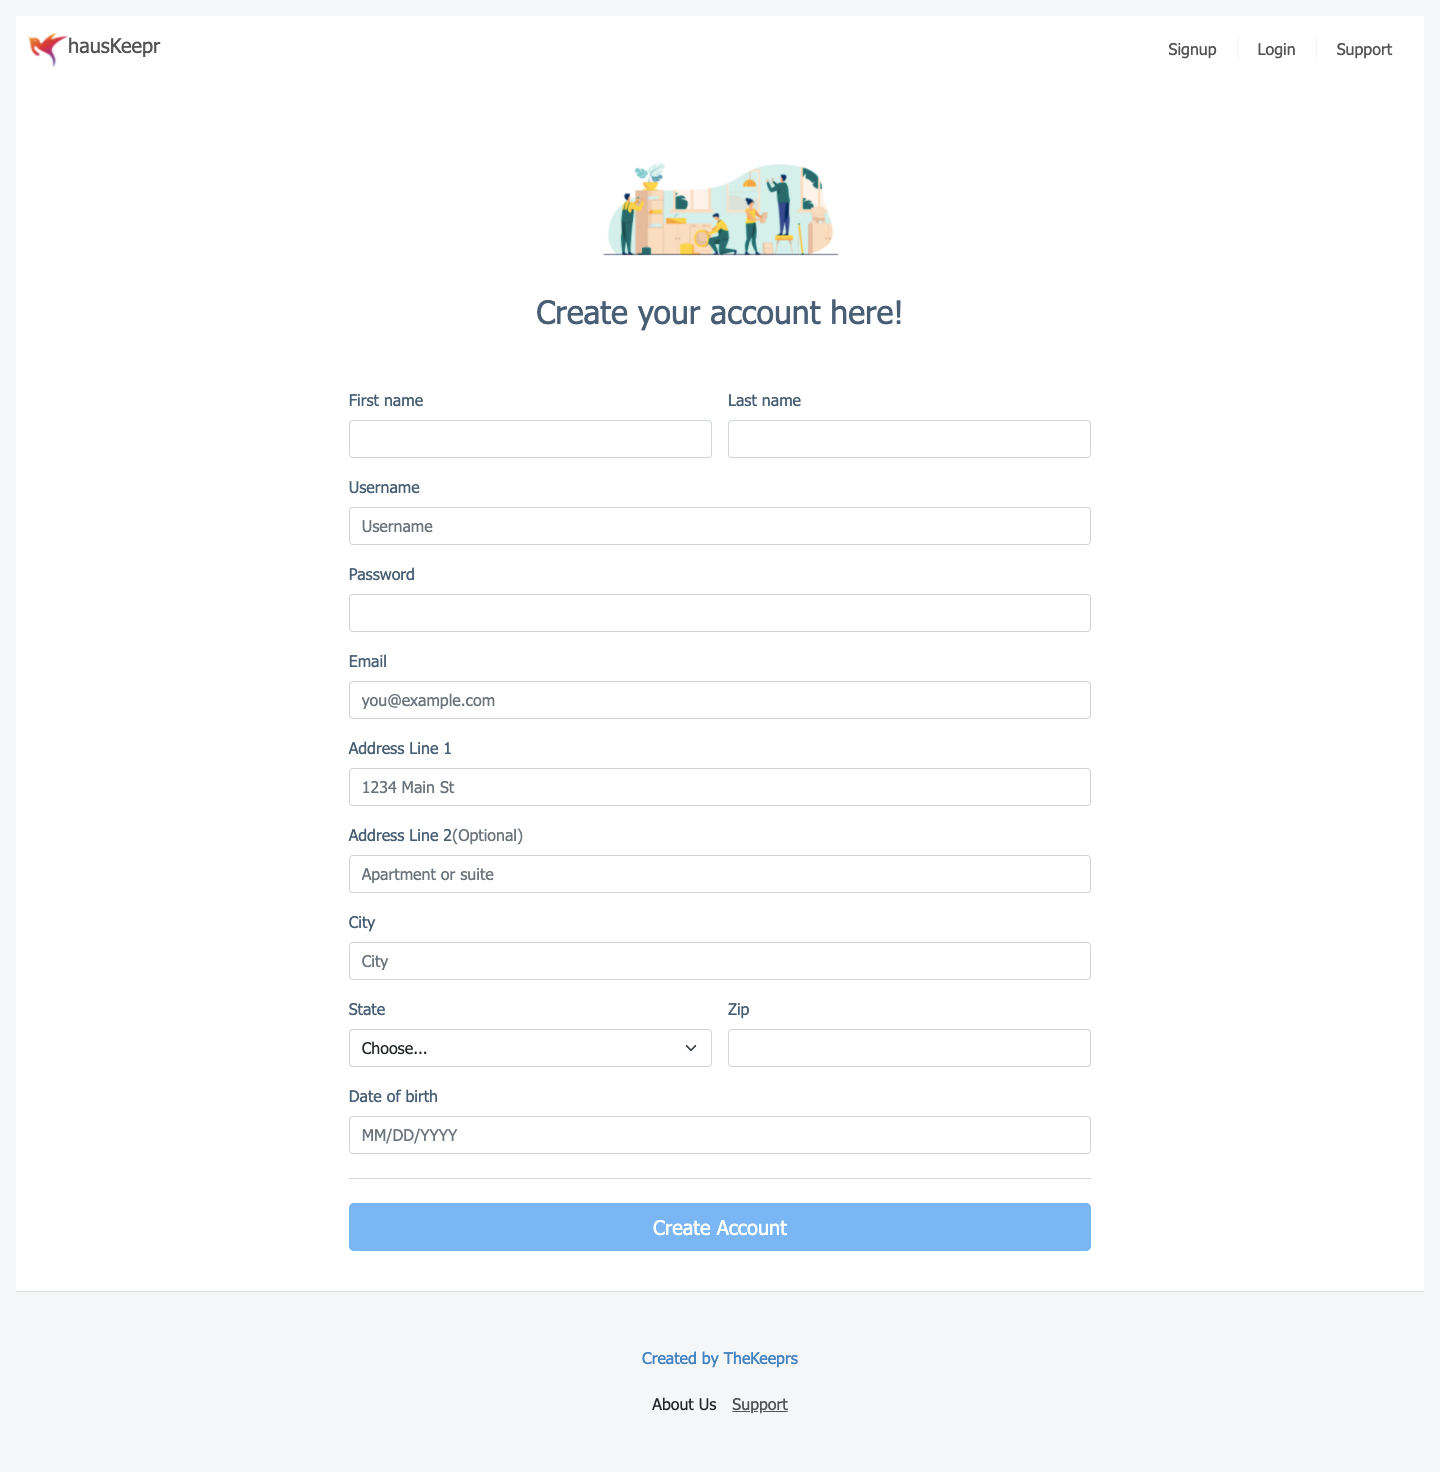 hausKeepr
Signup Login Support
Create your account here!
First name Last name
Username
Username
Password
Email
you@example.com
Address Line 1
1234 Main St
Address Line 2(Optional)
Apartment or suite
City
City
State Zip
Choose...
Date of birth
MM/DD/YYYY
Create Account
Created by TheKeeprs
About Us Support